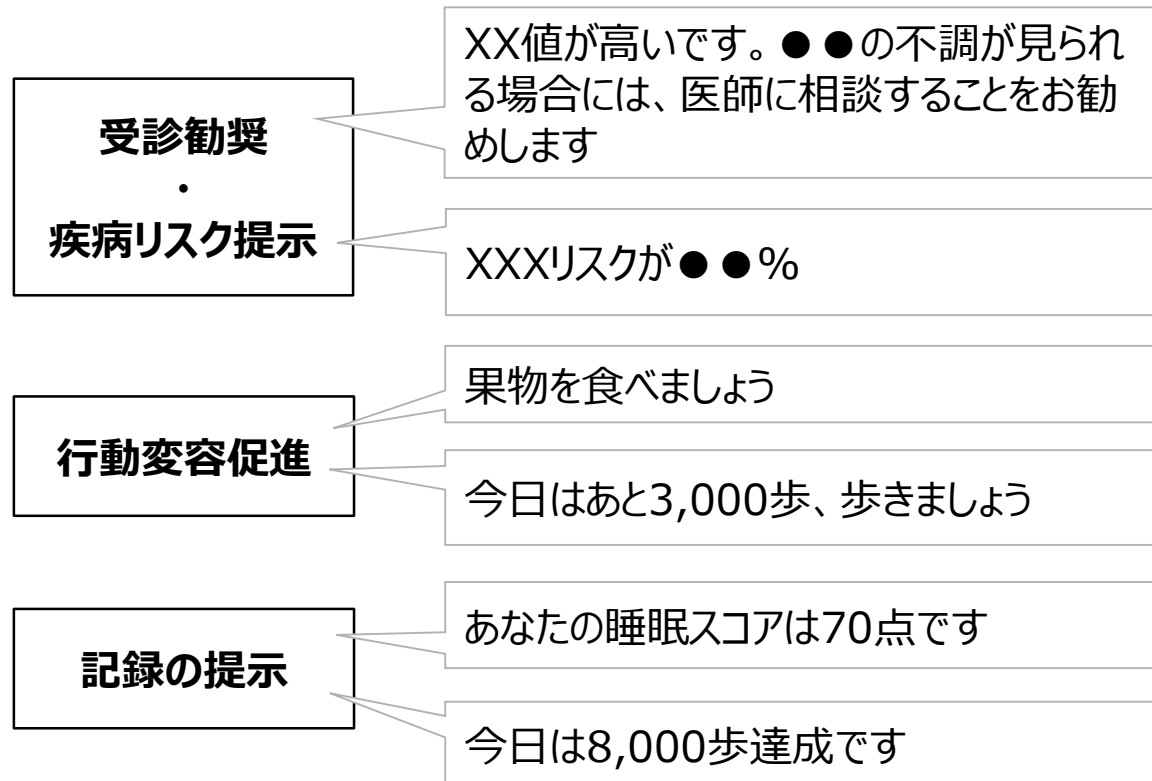 受診勧奨
・
疾病リスク提示
XX値が高いです。●●の不調が見られ
る場合には、医師に相談することをお勧
めします
XXXリスクが●●%
行動変容促進
果物を食べましょう
今日はあと3,000歩、歩きましょう
記録の提示
あなたの睡眠スコアは70点です
今日は8,000歩達成です